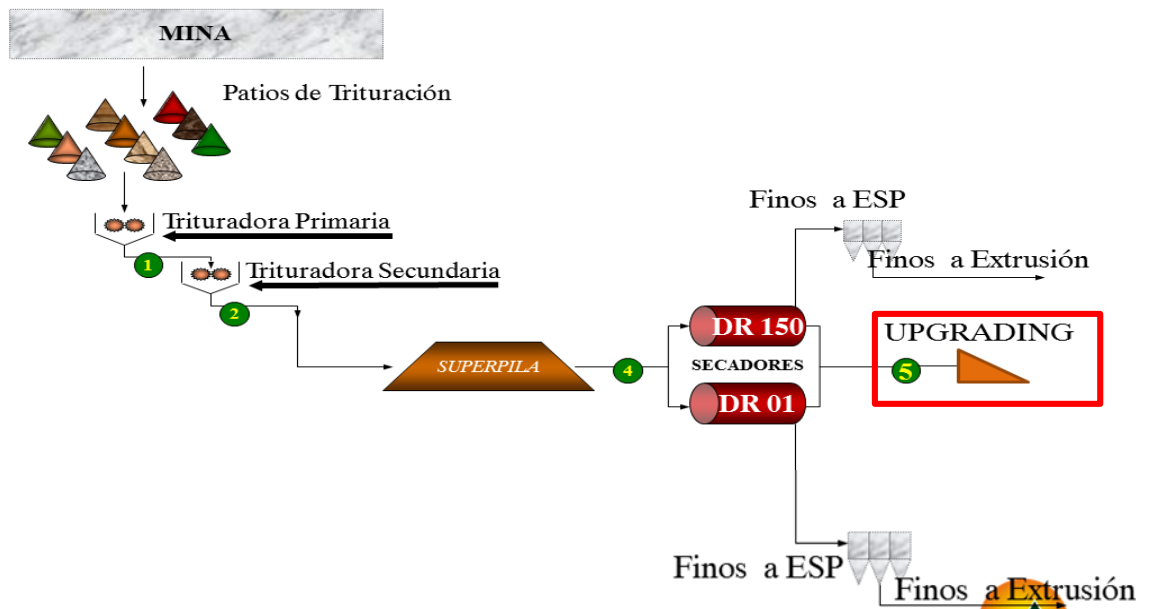 MINA
Patios de Trituración
Trituradora Primaria
1
Trituradora Secundaria
2
SUPERPILA
4
DR 150
SECADORES
DR 01
Finos a ESP
Finos a Extrusión
UPGRADING
5
Finos a ESP
Finos a Extrusión